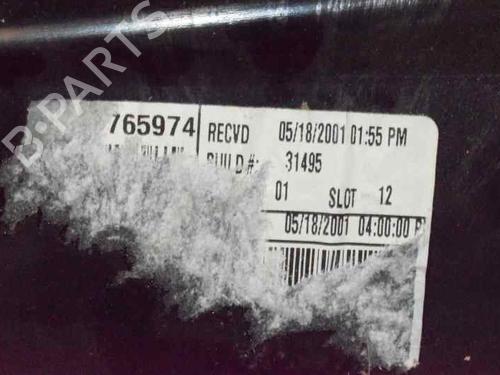 B-PARTS
765974 RECVD 05/18/2001 01:55 PM
BUILD #: 31495
01 SLOT 12
05/18/2001 04:00:00 P